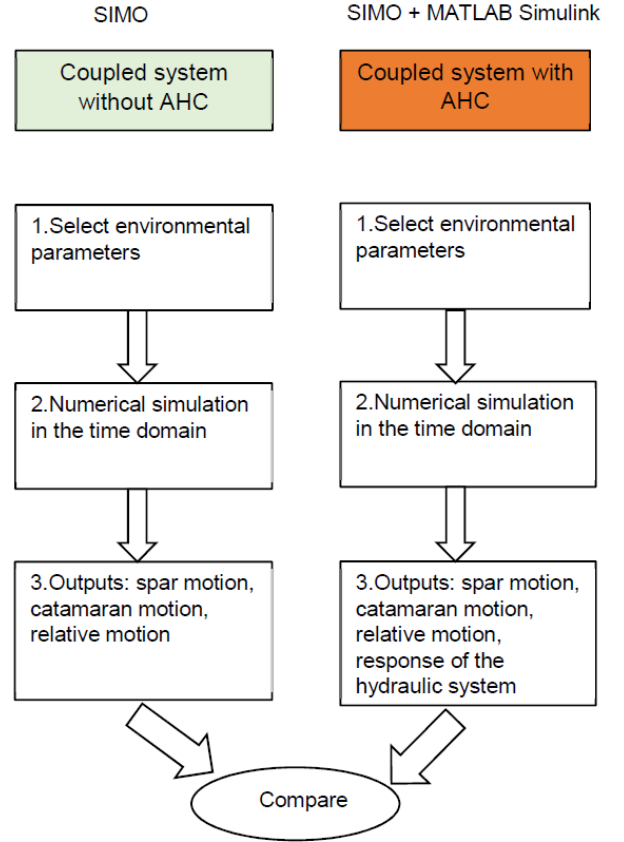 SIMO
Coupled system
without AHC
1.Select environmental
parameters
2.Numerical simulation
in the time domain
3.Outputs: spar motion,
catamaran motion,
relative motion
SIMO + MATLAB Simulink
Coupled system with
AHC
1.Select environmental
parameters
2.Numerical simulation
in the time domain
3.Outputs: spar motion,
catamaran motion,
relative motion,
response of the
hydraulic system
Compare